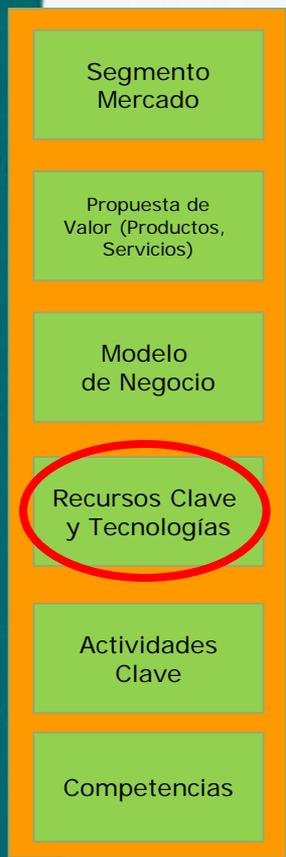 Segmento
Mercado
Propuesta de
Valor (Productos,
Servicios)
Modelo
de Negocio
Recursos Clave
y Tecnologías
Actividades
Clave
Competencias